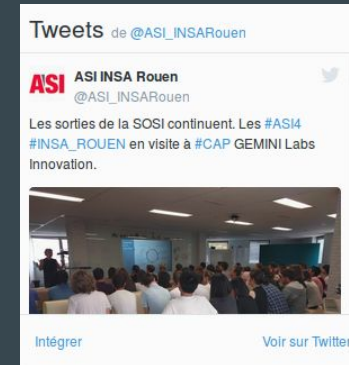 Tweets de @ASI_INSARouen
ASI
ASI INSA Rouen
@ASI_INSARouen
Les sorties de la SOSI continuent. Les #ASI4
#INSA_ROUEN en visite à #CAP GEMINI Labs
Innovation.
Intégrer
Voir sur Twitter